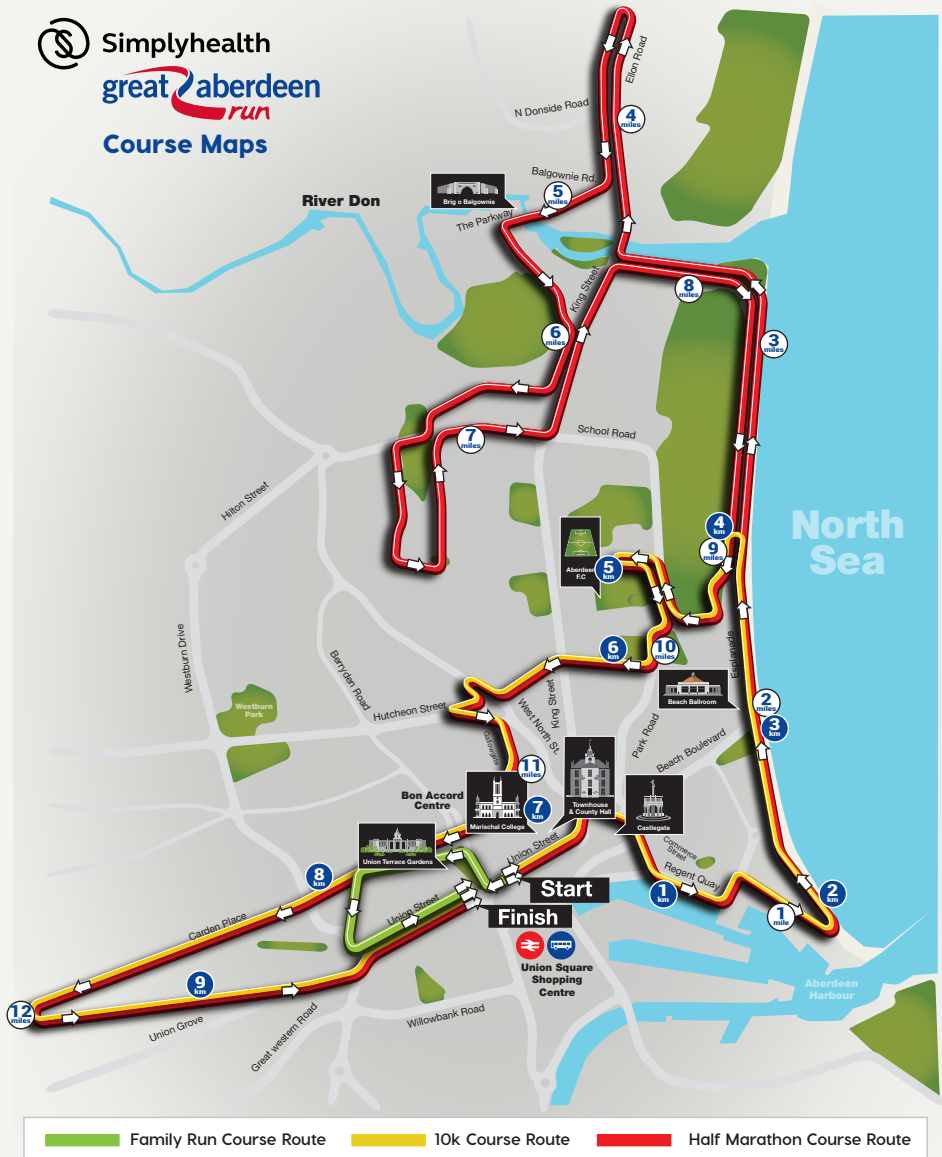 Simplyhealth
great aberdeen
run
Course Maps
Ellon Road
N Donside Road
4
miles
Balgownie Rd.
5
miles
Brig o Balgownie
River Don
The Parkway
King Street
8
miles
6
miles
3
miles
7
miles
School Road
Hilton Street
North
Sea
4
km
9
miles
Aberdeen
F.C
5
km
Westburn Drive
Berryden Road
6
km
10
miles
Esplanade
Beach Ballroom
King Street
West North St.
Hutcheon Street
Westburn
Park
Gallowgate
2
miles
3
km
Park Road
Beach Boulevard
11
miles
Bon Accord
Centre
Marischal College
7
km
Townhouse
& County Hall
Castlegate
Union Terrace Gardens
Union Street
Commerce
Street
Regent Quay
8
km
1
km
Start
2
km
1
mile
Union Street
Finish
Carden Place
Union Square
Shopping
Centre
9
km
Aberdeen
Harbour
12
miles
Union Grove
Great western Road
Willowbank Road
Family Run Course Route
10k Course Route
Half Marathon Course Route